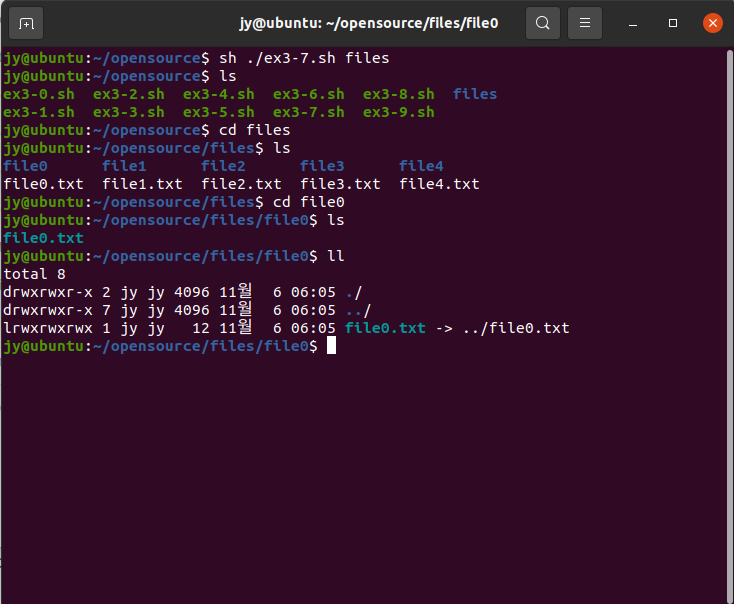 jy@ubuntu: ~/opensource/files/file0
jy@ubuntu:~/opensource$ sh ./ex3-7.sh files
jy@ubuntu:~/opensource$ ls
ex3-0.sh  ex3-2.sh  ex3-4.sh  ex3-6.sh  ex3-8.sh  files
ex3-1.sh  ex3-3.sh  ex3-5.sh  ex3-7.sh  ex3-9.sh
jy@ubuntu:~/opensource$ cd files
jy@ubuntu:~/opensource/files$ ls
file0      file1      file2      file3      file4
file0.txt  file1.txt  file2.txt  file3.txt  file4.txt
jy@ubuntu:~/opensource/files$ cd file0
jy@ubuntu:~/opensource/files/file0$ ls
file0.txt
jy@ubuntu:~/opensource/files/file0$ ll
total 8
drwxrwxr-x 2 jy jy 4096 11월  6 06:05 ./
drwxrwxr-x 7 jy jy 4096 11월  6 06:05 ../
lrwxrwxrwx 1 jy jy   12 11월  6 06:05 file0.txt -> ../file0.txt
jy@ubuntu:~/opensource/files/file0$